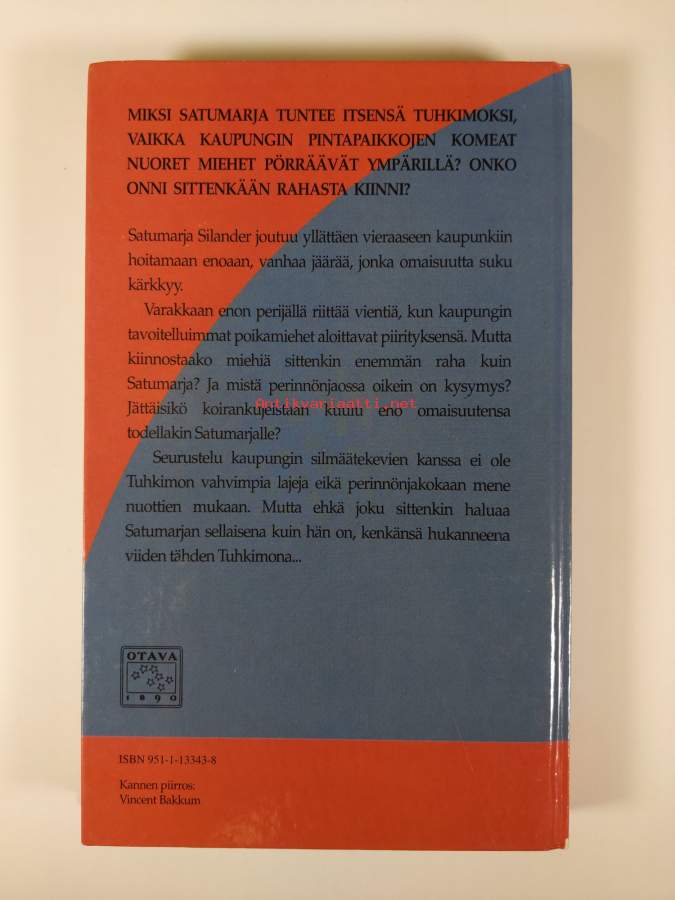 MIKSI SATUMARJA TUNTEE ITSENSÄ TUHKIMOKSI,
VAIKKA KAUPUNGIN PINTAPAIKKOJEN KOMEAT
NUORET MIEHET PÖRRÄÄVÄT YMPÄRILLÄ? ONKO
ONNI SITTENKÄÄN RAHASTA KIINNI?
Satumarja Silander joutuu yllättäen vieraaseen kaupunkiin
hoitamaan enoaan, vanhaa jäärää, jonka omaisuutta suku
kärkkyy.
Varakkaan enon perijällä riittää vientiä, kun kaupungin
tavoitelluimmat poikamiehet aloittavat piirityksensä. Mutta
kiinnostaako miehiä sittenkin enemmän raha kuin
Satumarja? Ja mistä perinnönjaossa oikein on kysymys?
Antikvariaatti.net
Jättäisikö koirankujeistaan kuulu eno omaisuutensa
todellakin Satumarjalle?
Seurustelu kaupungin silmäätekevien kanssa ei ole
Tuhkimon vahvimpia lajeja eikä perinnönjakokaan mene
nuottien mukaan. Mutta ehkä joku sittenkin haluaa
Satumarjan sellaisena kuin hän on, kenkänsä hukanneena
viiden tähden Tuhkimona...
OTAVA
1890
ISBN 951-1-13343-8
Kannen piirros:
Vincent Bakkum